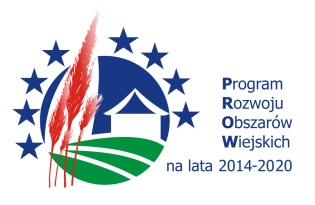 Program
Rozwoju
Obszarów
Wiejskich
na lata 2014-2020